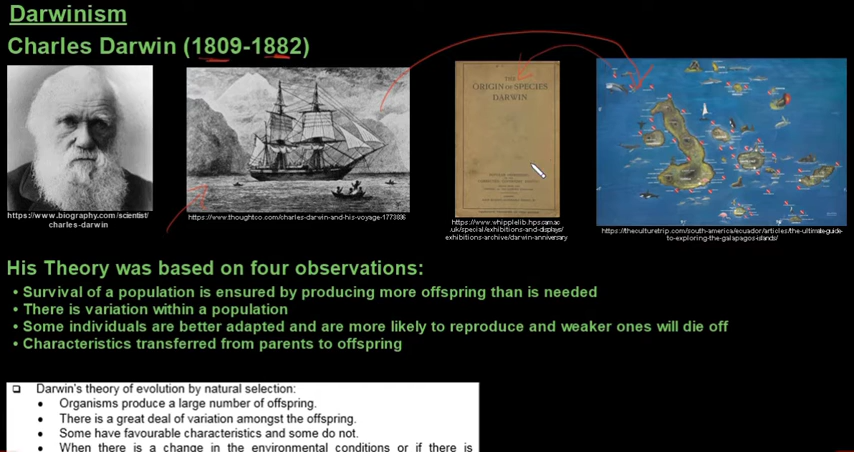 Darwinism
Charles Darwin (1809-1882)
THE
ORIGIN OF SPECIES
DARWIN
https://www.biography.com/scientist/
charles-darwin
https://www.thoughtco.com/charles-darwin-and-his-voyage-1773836
https://www.whipplelib.hps.cam.ac
.uk/special/exhibitions-and-displays/
exhibitions-archive/darwin-anniversary
https://theculturetrip.com/south-america/ecuador/articles/the-ultimate-guide-
to-exploring-the-galapagos-islands/
His Theory was based on four observations:
• Survival of a population is ensured by producing more offspring than is needed
• There is variation within a population
• Some individuals are better adapted and are more likely to reproduce and weaker ones will die off
• Characteristics transferred from parents to offspring
Darwin's theory of evolution by natural selection:
• Organisms produce a large number of offspring.
• There is a great deal of variation amongst the offspring.
• Some have favourable characteristics and some do not.
• When there is a change in the environmental conditions or if there is